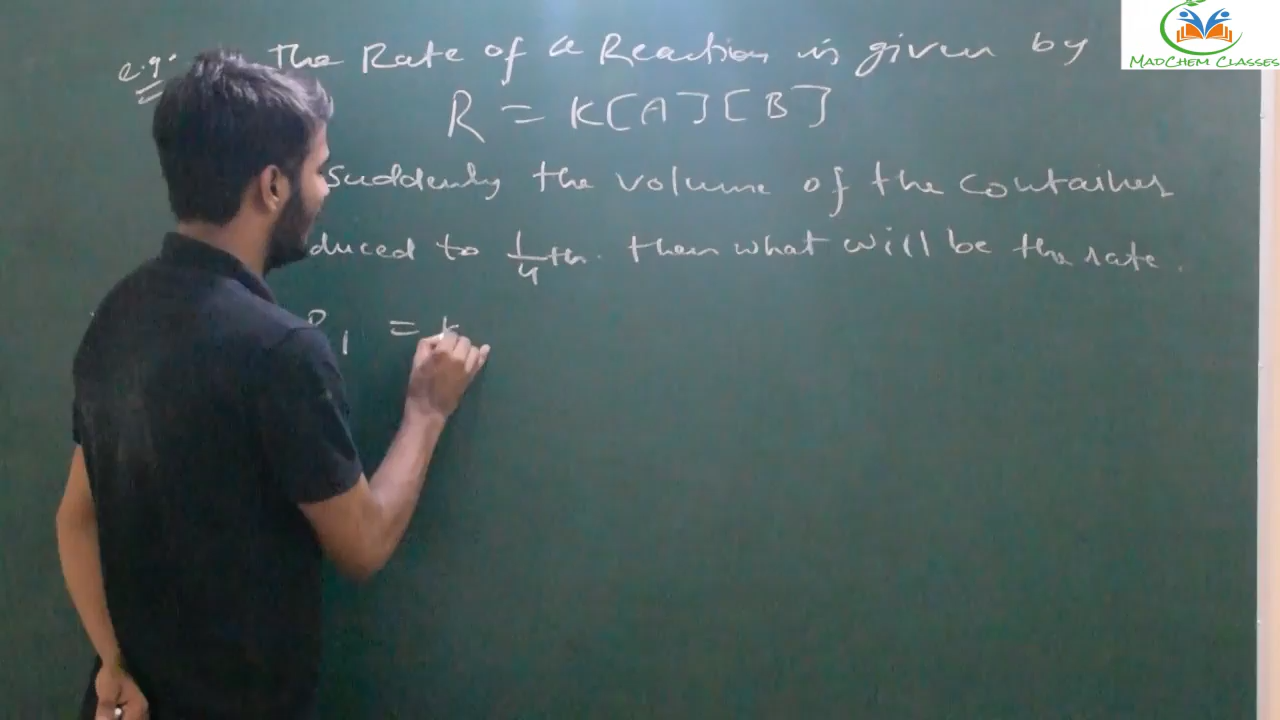 MADCHEM CLASSES
e.g: The Rate of a Reaction is given by
R = K[A][B]
suddenly the volume of the container
duced to 1/4th. then what will be the rate.
1 =